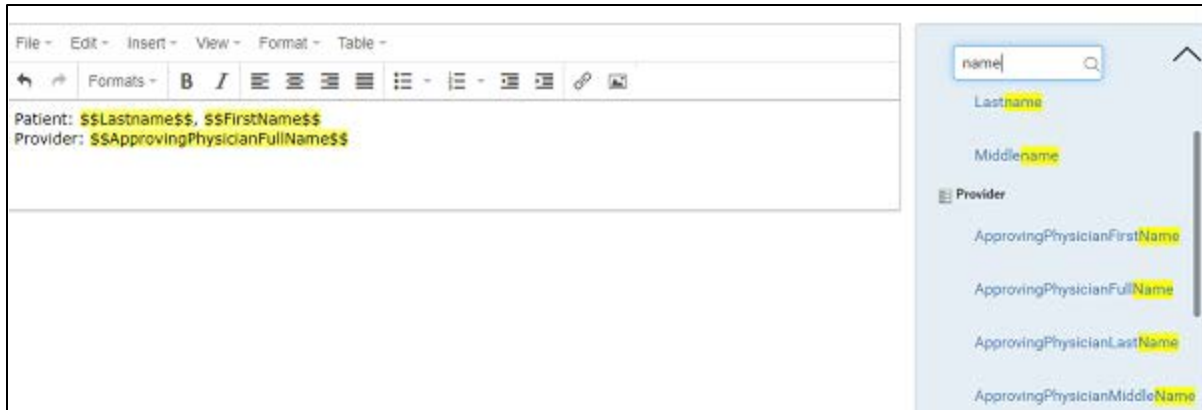 File Edit Insert View Format Table
Formats B I
Patient: $$Lastname$$, $$FirstName$$
Provider: $$ApprovingPhysicianFullName$$
name
Lastname
Middlename
Provider
ApprovingPhysicianFirstName
ApprovingPhysicianFullName
ApprovingPhysicianLastName
ApprovingPhysicianMiddleName